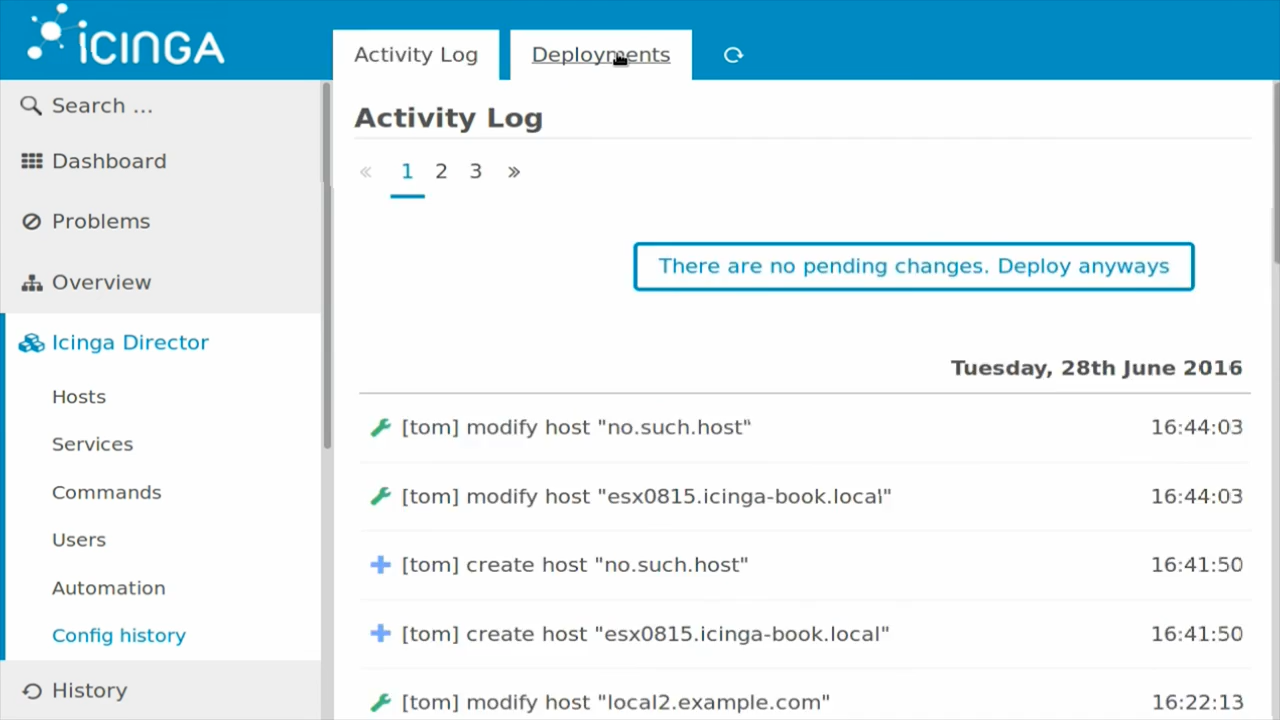 ICINGA
Activity Log
Deployments
Search ...
Dashboard
Problems
Overview
Icinga Director
Hosts
Services
Commands
Users
Automation
Config history
History
Activity Log
« 1 2 3 »
There are no pending changes. Deploy anyways
Tuesday, 28th June 2016
[tom] modify host "no.such.host" 16:44:03
[tom] modify host "esx0815.icinga-book.local" 16:44:03
[tom] create host "no.such.host" 16:41:50
[tom] create host "esx0815.icinga-book.local" 16:41:50
[tom] modify host "local2.example.com" 16:22:13